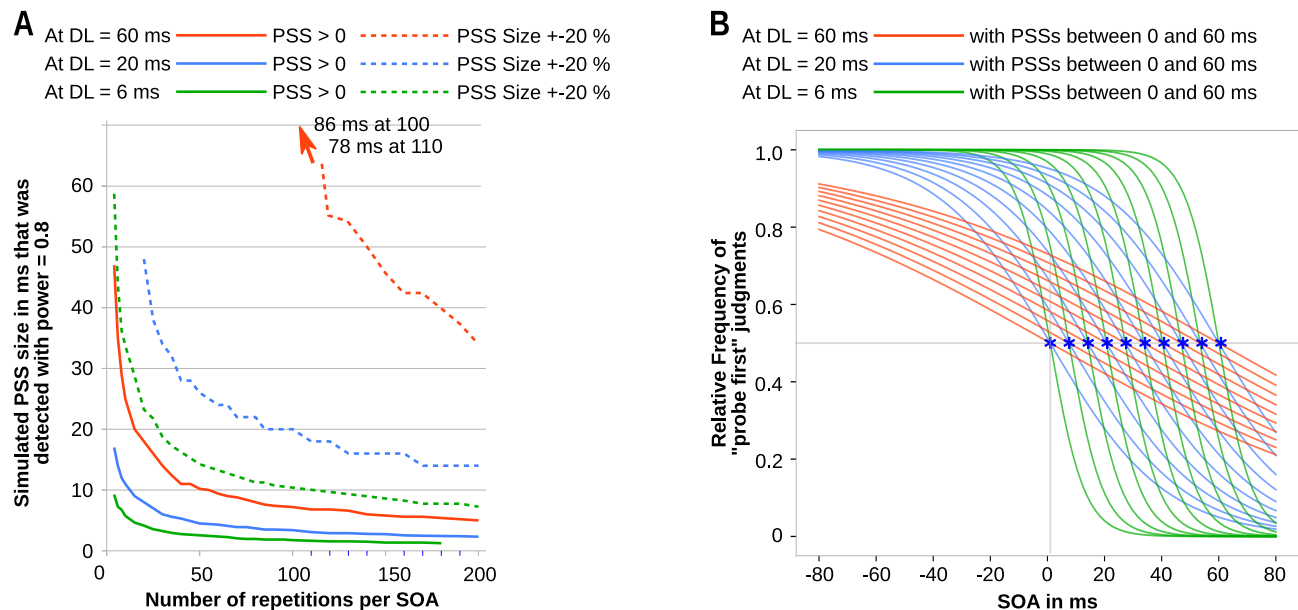 A
At DL = 60 ms PSS > 0 PSS Size +-20 %
At DL = 20 ms PSS > 0 PSS Size +-20 %
At DL = 6 ms PSS > 0 PSS Size +-20 %
86 ms at 100
78 ms at 110
Simulated PSS size in ms that was
detected with power = 0.8
60
50
40
30
20
10
0
0 50 100 150 200
Number of repetitions per SOA
B
At DL = 60 ms with PSSs between 0 and 60 ms
At DL = 20 ms with PSSs between 0 and 60 ms
At DL = 6 ms with PSSs between 0 and 60 ms
Relative Frequency of
"probe first" judgments
1.0
0.8
0.6
0.4
0.2
0
-80 -60 -40 -20 0 20 40 60 80
SOA in ms